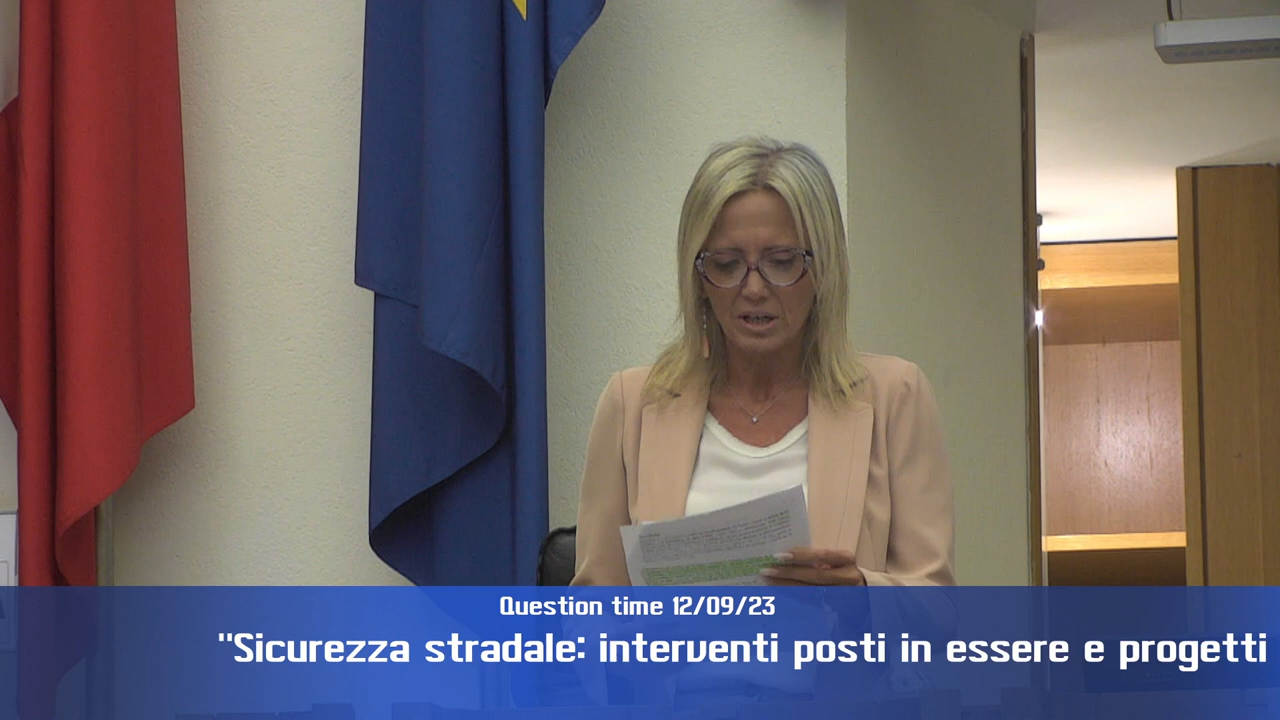 Question time 12/09/23
"Sicurezza stradale: interventi posti in essere e progetti